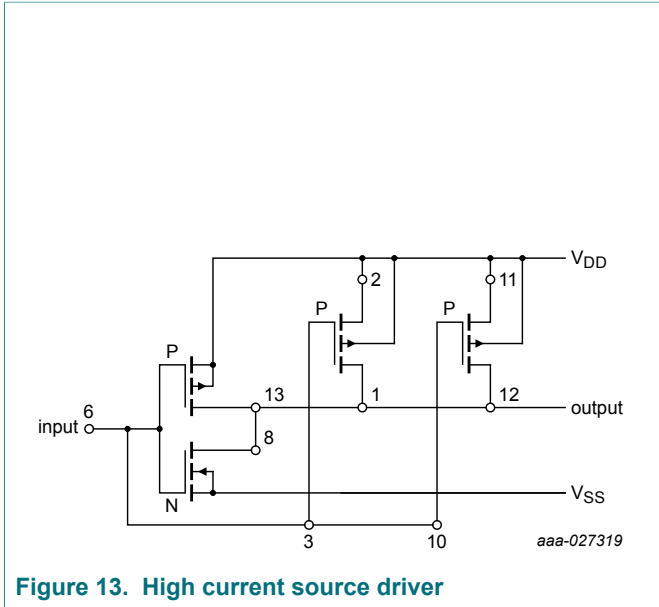 V_DD
2
11
P
P
P
13
1
12
output
input
6
8
N
V_SS
3
10
aaa-027319
Figure 13. High current source driver